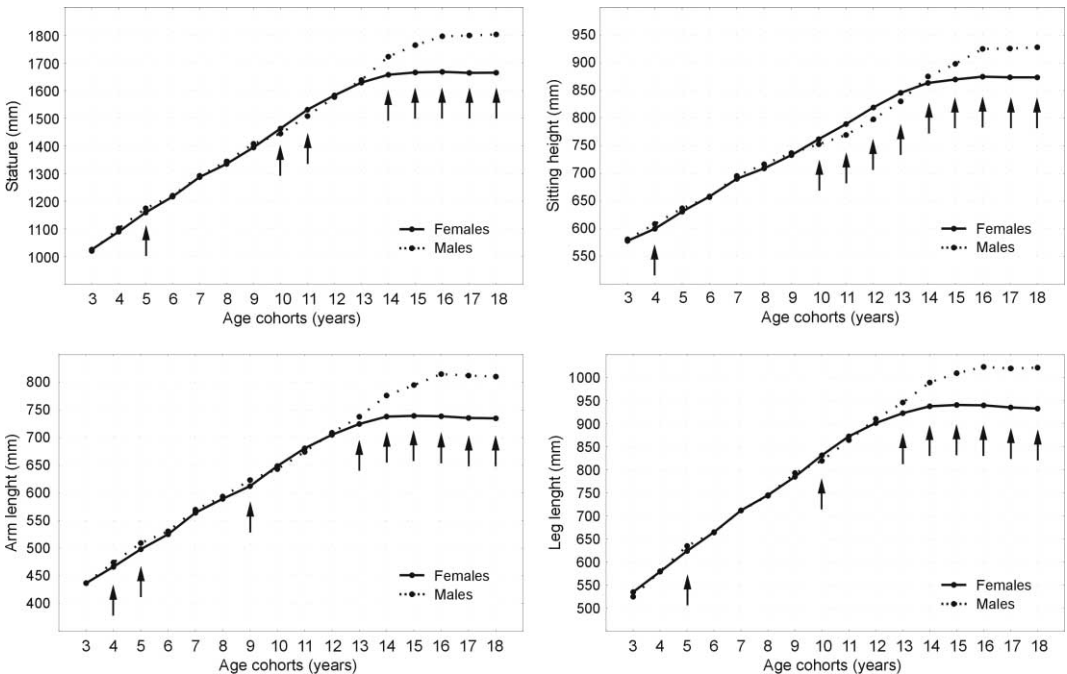 1800
1700
1600
1500
1400
1300
1200
1100
1000
Stature (mm)
Females
Males
3 4 5 6 7 8 9 10 11 12 13 14 15 16 17 18
Age cohorts (years)
950
900
850
800
750
700
650
600
550
Sitting height (mm)
Females
Males
3 4 5 6 7 8 9 10 11 12 13 14 15 16 17 18
Age cohorts (years)
800
750
700
650
600
550
500
450
400
Arm lenght (mm)
Females
Males
3 4 5 6 7 8 9 10 11 12 13 14 15 16 17 18
Age cohorts (years)
1000
950
900
850
800
750
700
650
600
550
500
Leg lenght (mm)
Females
Males
3 4 5 6 7 8 9 10 11 12 13 14 15 16 17 18
Age cohorts (years)